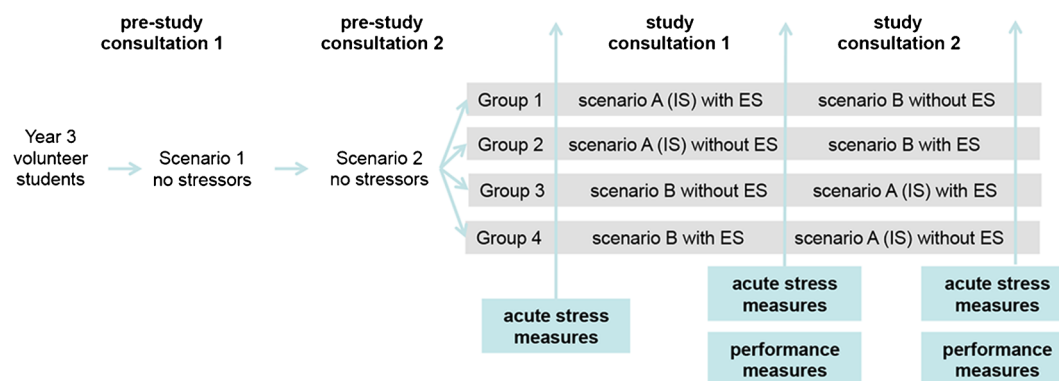 pre-study
consultation 1
pre-study
consultation 2
study
consultation 1
study
consultation 2
Year 3
volunteer
students
Scenario 1
no stressors
Scenario 2
no stressors
Group 1
scenario A (IS) with ES
scenario B without ES
Group 2
scenario A (IS) without ES
scenario B with ES
Group 3
scenario B without ES
scenario A (IS) with ES
Group 4
scenario B with ES
scenario A (IS) without ES
acute stress
measures
acute stress
measures
performance
measures
acute stress
measures
performance
measures